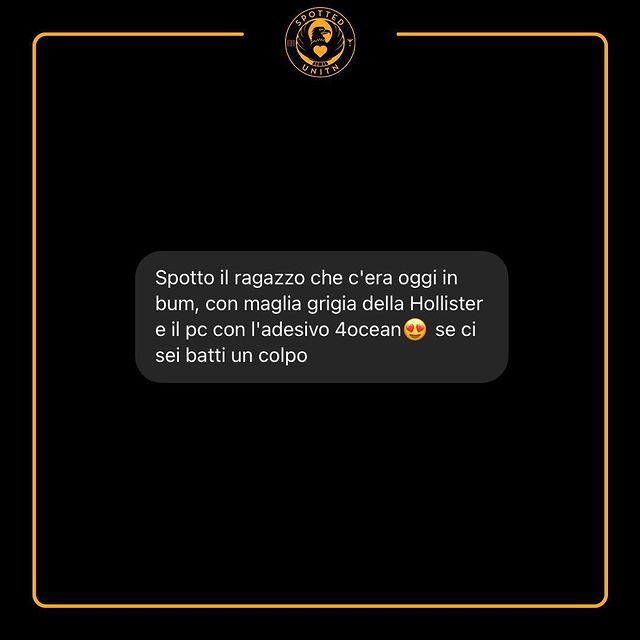 SPOTTED
UNITN
Spotto il ragazzo che c'era oggi in
bum, con maglia grigia della Hollister
e il pc con l'adesivo 4ocean😍 se ci
sei batti un colpo